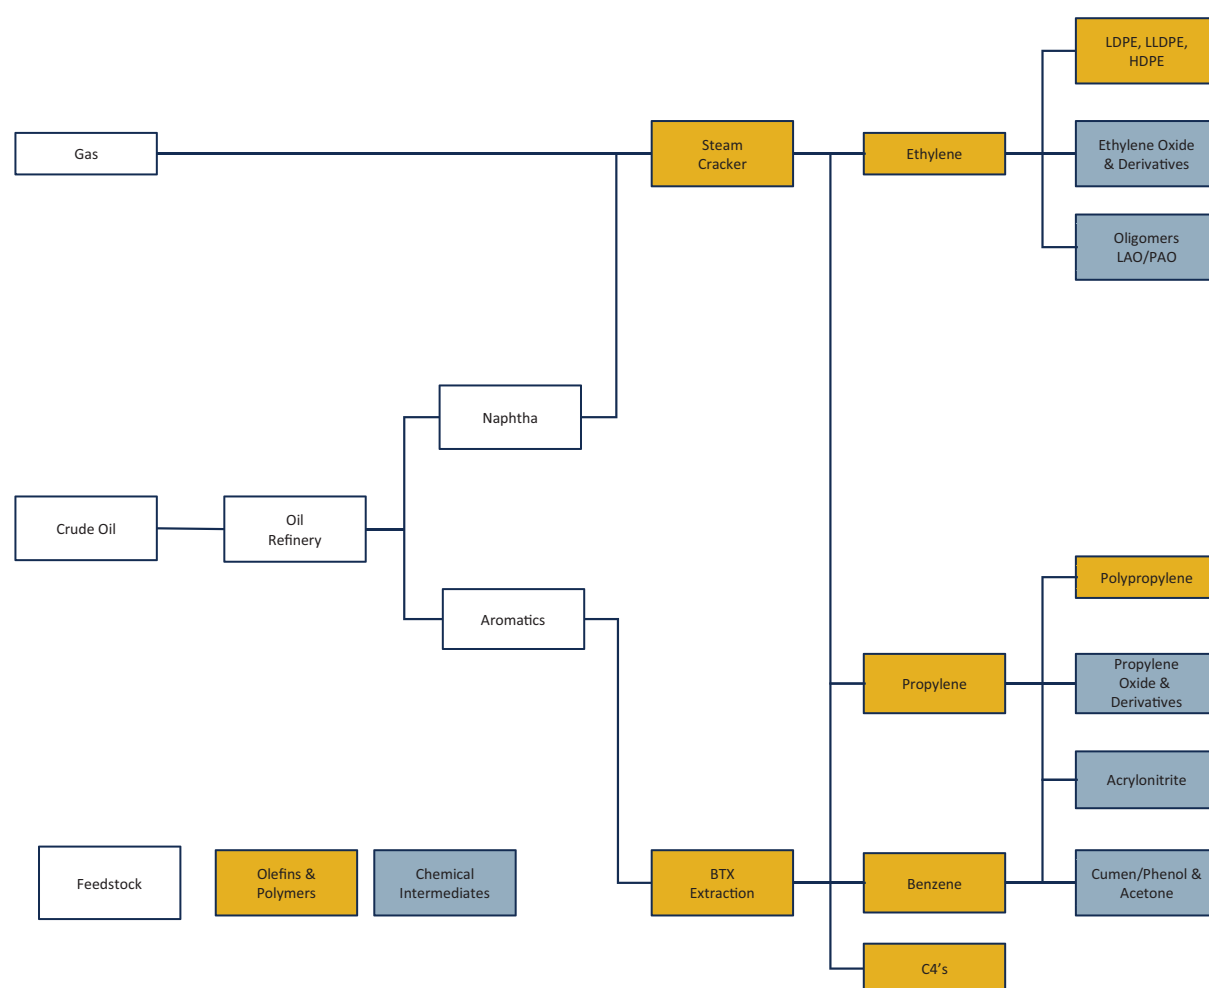 LDPE, LLDPE,
HDPE
Gas
Steam
Cracker
Ethylene
Ethylene Oxide
& Derivatives
Oligomers
LAO/PAO
Naphtha
Crude Oil
Oil
Refinery
Aromatics
Polypropylene
Propylene
Propylene
Oxide &
Derivatives
Acrylonitrite
Feedstock
Olefins &
Polymers
Chemical
Intermediates
BTX
Extraction
Benzene
Cumen/Phenol &
Acetone
C4's